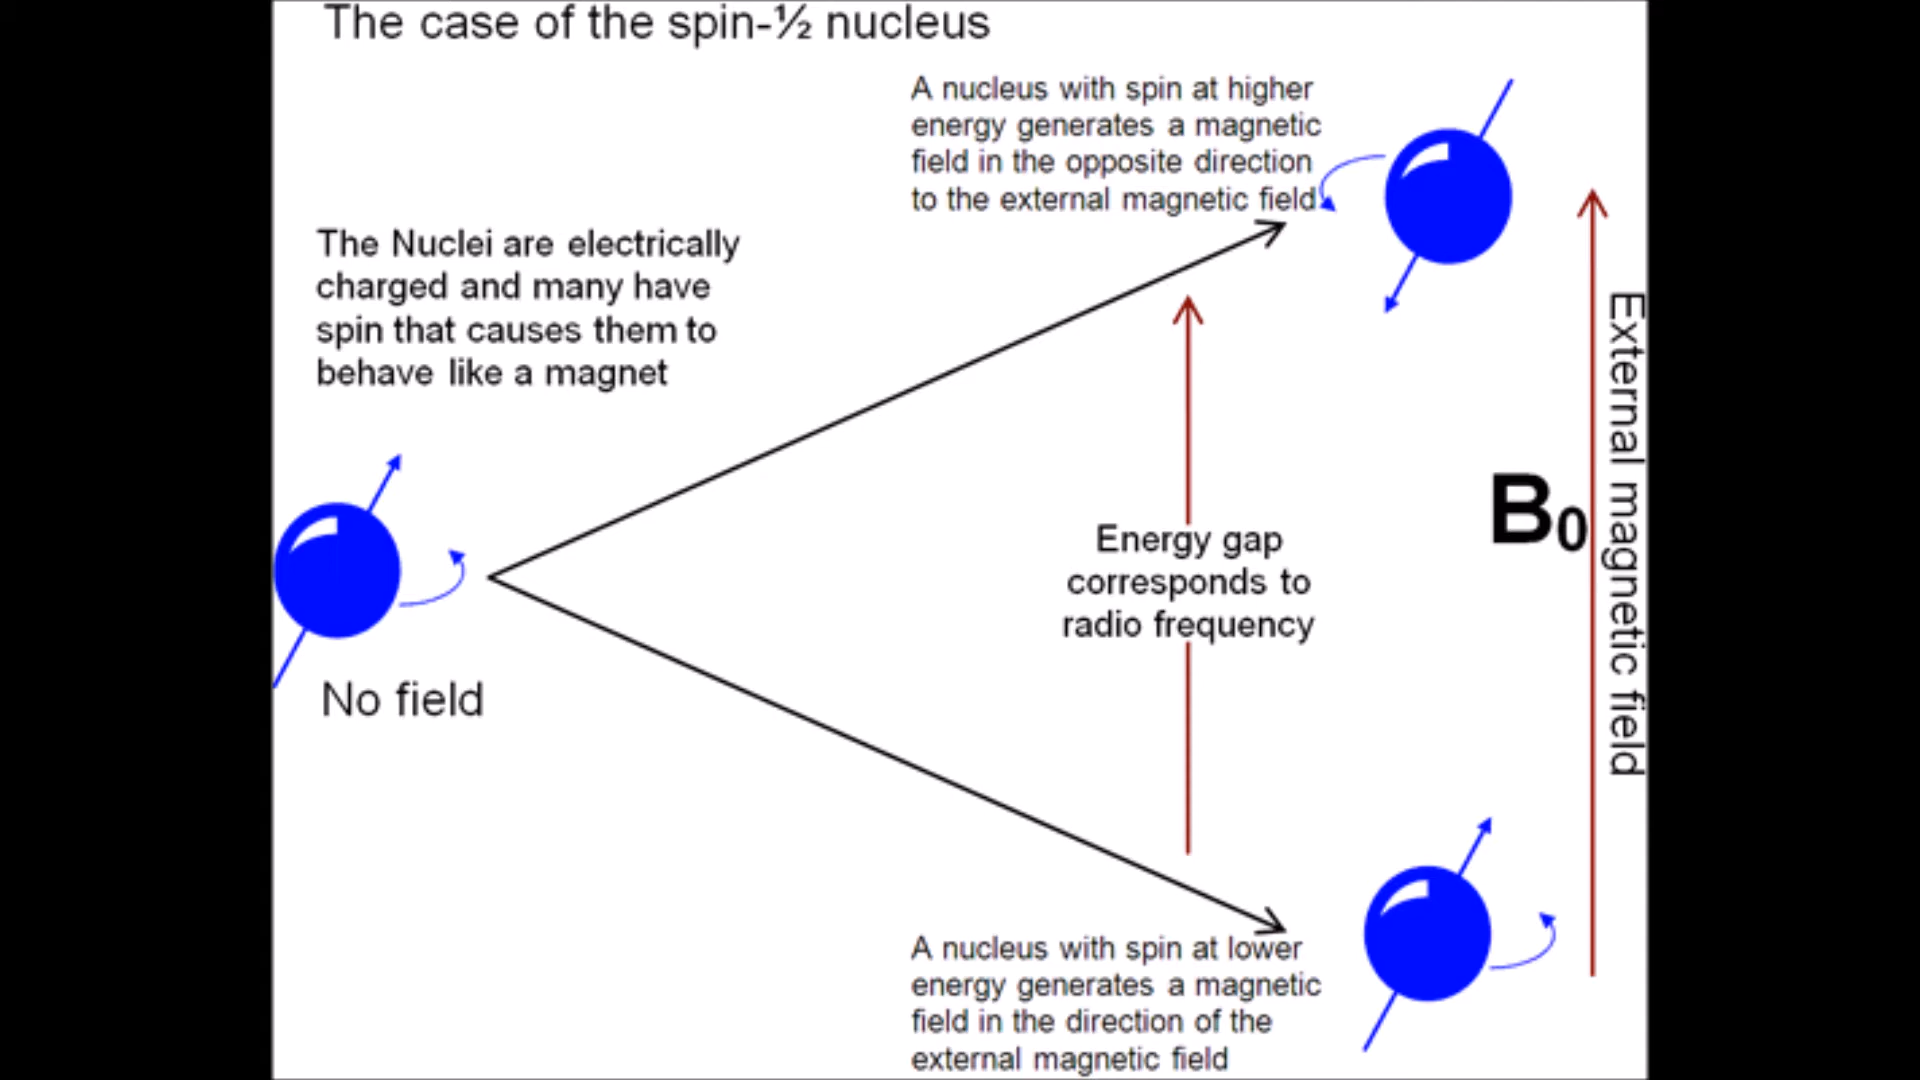 The case of the spin-½ nucleus
A nucleus with spin at higher
energy generates a magnetic
field in the opposite direction
to the external magnetic field
The Nuclei are electrically
charged and many have
spin that causes them to
behave like a magnet
No field
Energy gap
corresponds to
radio frequency
B₀
External magnetic field
A nucleus with spin at lower
energy generates a magnetic
field in the direction of the
external magnetic field